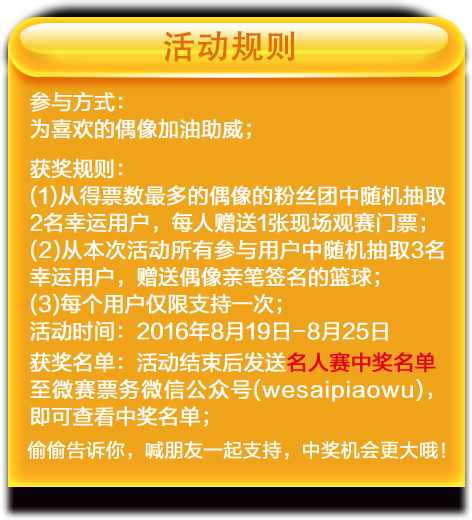 活动规则
参与方式：
为喜欢的偶像加油助威；
获奖规则：
(1)从得票数最多的偶像的粉丝团中随机抽取
2名幸运用户，每人赠送1张现场观赛门票；
(2)从本次活动所有参与用户中随机抽取3名
幸运用户，赠送偶像亲笔签名的篮球；
(3)每个用户仅限支持一次；
活动时间：2016年8月19日-8月25日
获奖名单：活动结束后发送名人赛中奖名单
至微赛票务微信公众号(wesaipiaowu)，
即可查看中奖名单；
偷偷告诉你，喊朋友一起支持，中奖机会更大哦！